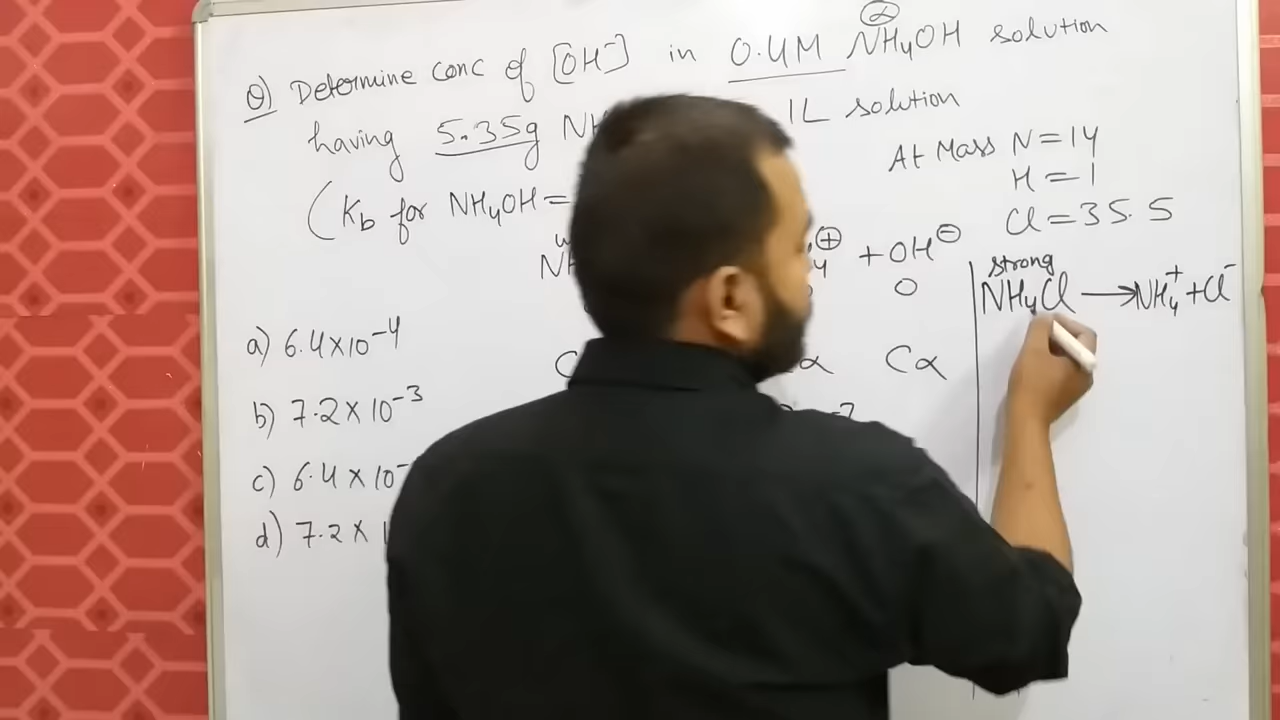 Q) Determine conc of [OH⁻] in 0.4M NH₄OH solution
α
having 5.35g NH 1L solution
At Mass N=14
H=1
Cl=35.5
(Kb for NH₄OH=
⊕ + OH⊖
4
0
strong
NH₄Cl → NH₄⁺ + Cl⁻
a) 6.4×10⁻⁴
C α Cα
b) 7.2×10⁻³
c) 6.4×10⁻
d) 7.2×